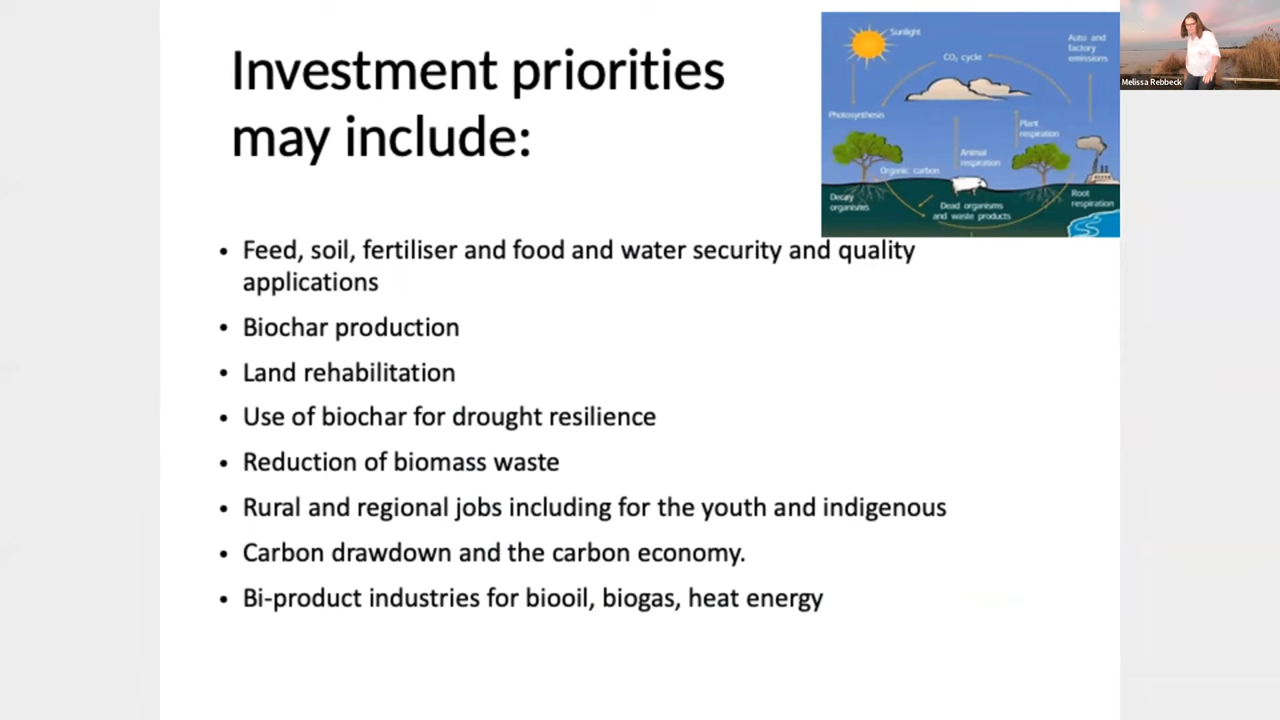 Investment priorities
may include:
Sunlight
CO₂ cycle
Auto and
factory
emissions
Photosynthesis
Plant
respiration
Animal
respiration
Organic carbon
Decay
organisms
Dead organisms
and waste products
Root
respiration
Melissa Rebbeck
• Feed, soil, fertiliser and food and water security and quality
applications
• Biochar production
• Land rehabilitation
• Use of biochar for drought resilience
• Reduction of biomass waste
• Rural and regional jobs including for the youth and indigenous
• Carbon drawdown and the carbon economy.
• Bi-product industries for biooil, biogas, heat energy